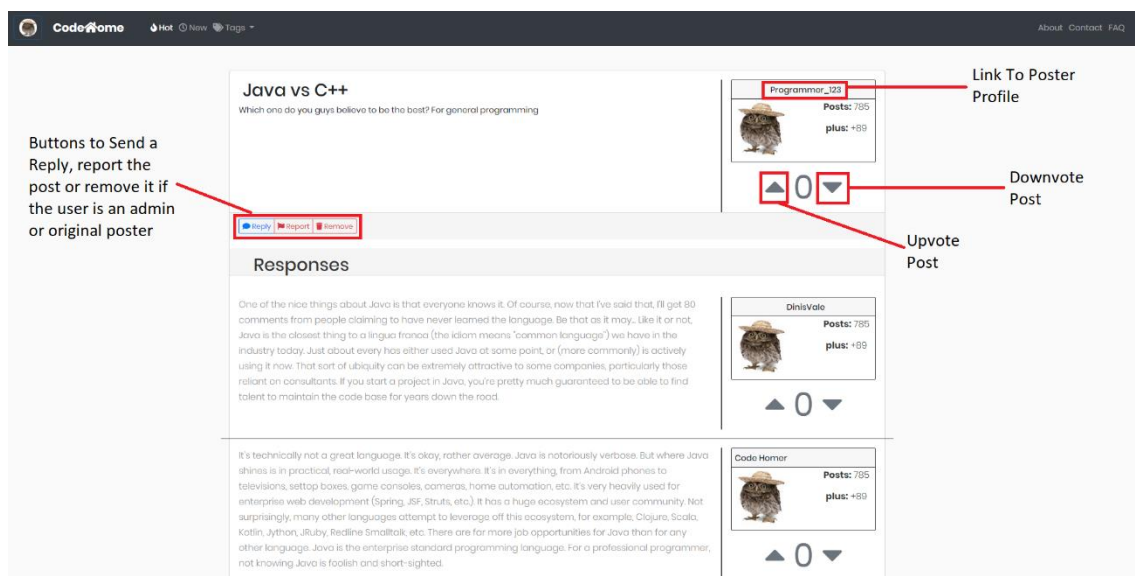 CodeHome Hot New Tags About Contact FAQ
Java vs C++
Which one do you guys believe to be the best? For general programming
Programmer_123
Posts: 785
plus: +89
0
Link To Poster
Profile
Buttons to Send a
Reply, report the
post or remove it if
the user is an admin
or original poster
Downvote
Post
Upvote
Post
Reply Report Remove
Responses
One of the nice things about Java is that everyone knows it. Of course, now that I've said that, I'll get 80
comments from people claiming to have never learned the language. Be that as it may... Like it or not,
Java is the closest thing to a lingua franca (the idiom means "common language") we have in the
industry today. Just about every has either used Java at some point, or (more commonly) is actively
using it now. That sort of ubiquity can be extremely attractive to some companies, particularly those
reliant on consultants. If you start a project in Java, you're pretty much guaranteed to be able to find
talent to maintain the code base for years down the road.
DinisVale
Posts: 785
plus: +89
0
It's technically not a great language. It's okay, rather average. Java is notoriously verbose. But where Java
shines is in practical, real-world usage. It's everywhere. It's in everything, from Android phones to
televisions, settop boxes, game consoles, cameras, home automation, etc. It's very heavily used for
enterprise web development (Spring, JSF, Struts, etc.). It has a huge ecosystem and user community. Not
surprisingly, many other languages attempt to leverage off this ecosystem, for example, Clojure, Scala,
Kotlin, Jython, JRuby, Redline Smalltalk, etc. There are far more job opportunities for Java than for any
other language. Java is the enterprise standard programming language. For a professional programmer,
not knowing Java is foolish and short-sighted.
Code Homer
Posts: 785
plus: +89
0